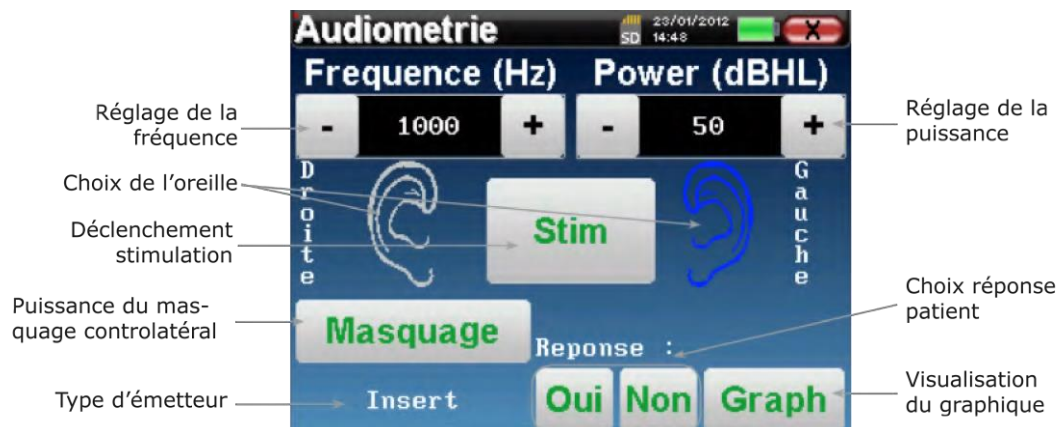 Audiometrie
SD
23/01/2012
14:48
X
Frequence (Hz)
Power (dBHL)
- 1000 +
- 50 +
Droite
Gauche
Stim
Masquage
Reponse :
Insert
Oui
Non
Graph
Réglage de la
fréquence
Choix de l’oreille
Déclenchement
stimulation
Puissance du mas-
quage controlatéral
Type d’émetteur
Réglage de la
puissance
Choix réponse
patient
Visualisation
du graphique